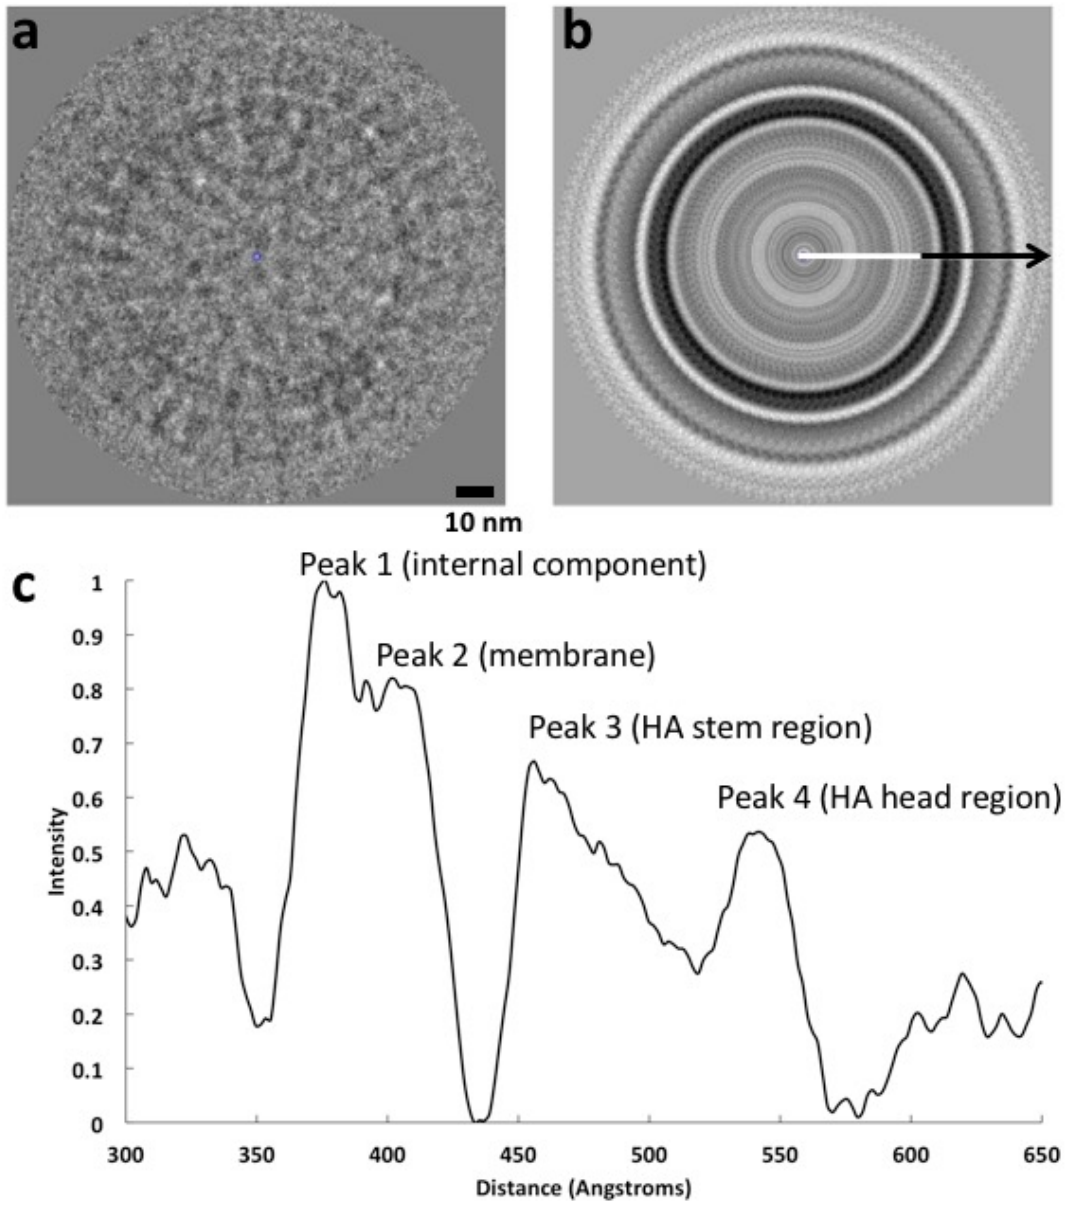 a
b
10 nm
c
Peak 1 (internal component)
Peak 2 (membrane)
Peak 3 (HA stem region)
Peak 4 (HA head region)
Intensity
1
0.9
0.8
0.7
0.6
0.5
0.4
0.3
0.2
0.1
0
300 350 400 450 500 550 600 650
Distance (Angstroms)